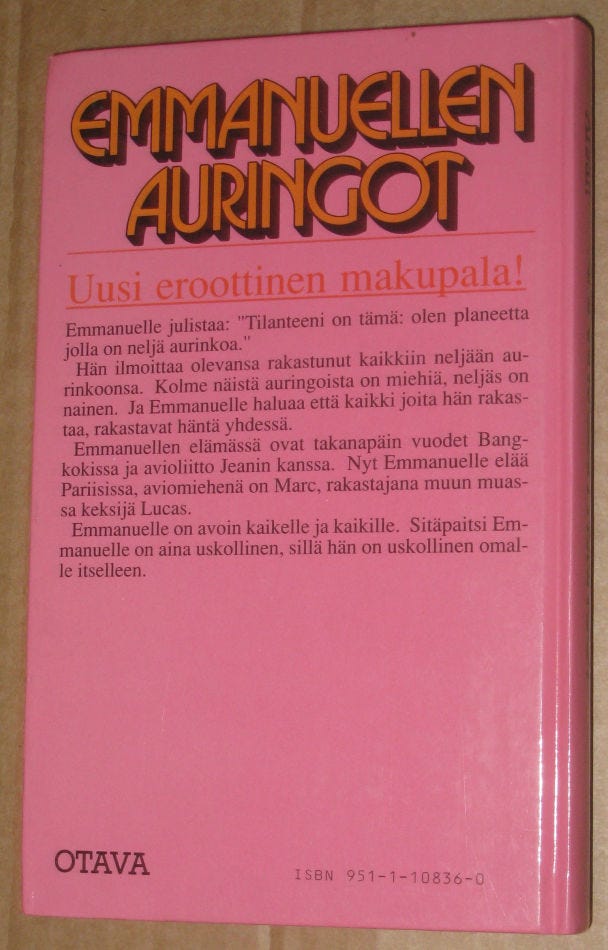 EMMANUELLEN
AURINGOT
Uusi eroottinen makupala!
Emmanuelle julistaa: "Tilanteeni on tämä: olen planeetta
jolla on neljä aurinkoa."
Hän ilmoittaa olevansa rakastunut kaikkiin neljään au-
rinkoonsa. Kolme näistä auringoista on miehiä, neljäs on
nainen. Ja Emmanuelle haluaa että kaikki joita hän rakas-
taa, rakastavat häntä yhdessä.
Emmanuellen elämässä ovat takanapäin vuodet Bang-
kokissa ja avioliitto Jeanin kanssa. Nyt Emmanuelle elää
Pariisissa, aviomiehenä on Marc, rakastajana muun muas-
sa keksijä Lucas.
Emmanuelle on avoin kaikelle ja kaikille. Sitäpaitsi Em-
manuelle on aina uskollinen, sillä hän on uskollinen omal-
le itselleen.
OTAVA
ISBN 951-1-10836-0